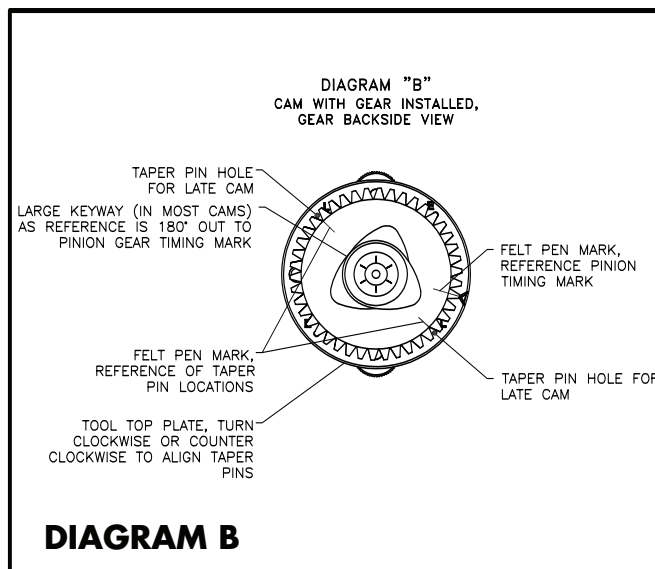 DIAGRAM "B"
CAM WITH GEAR INSTALLED,
GEAR BACKSIDE VIEW
TAPER PIN HOLE
FOR LATE CAM
LARGE KEYWAY (IN MOST CAMS)
AS REFERENCE IS 180° OUT TO
PINION GEAR TIMING MARK
FELT PEN MARK,
REFERENCE PINION
TIMING MARK
FELT PEN MARK,
REFERENCE OF TAPER
PIN LOCATIONS
TAPER PIN HOLE FOR
LATE CAM
TOOL TOP PLATE, TURN
CLOCKWISE OR COUNTER
CLOCKWISE TO ALIGN TAPER
PINS
DIAGRAM B